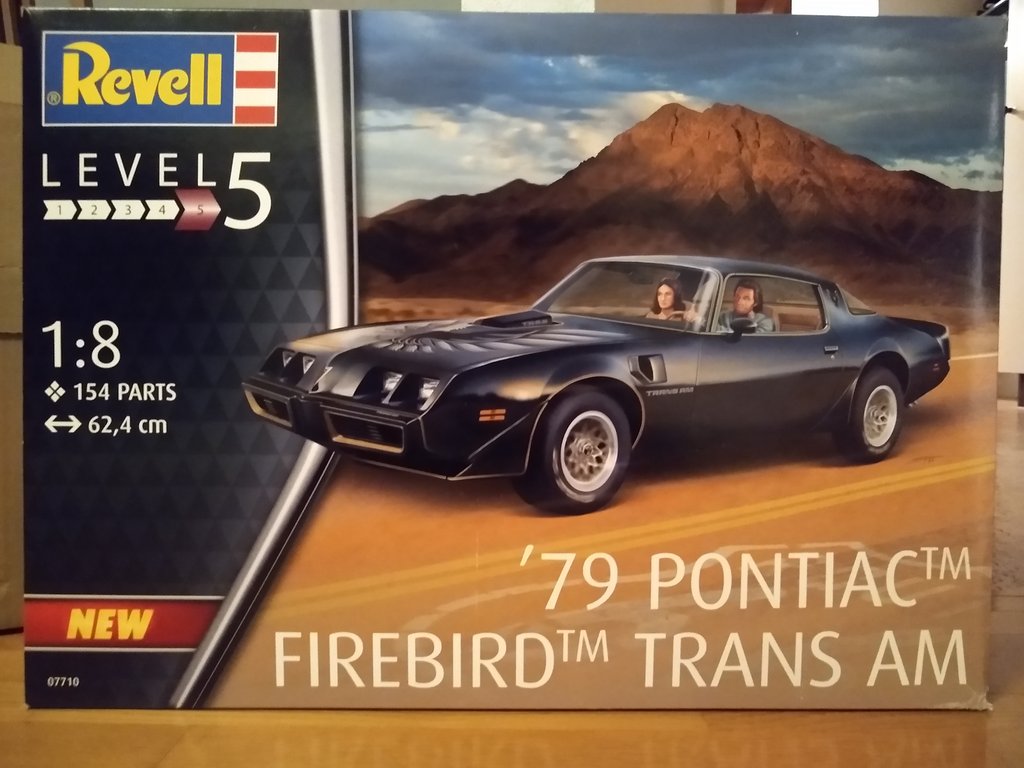 ® Revell
LEVEL 5
1 2 3 4 5
1:8
154 PARTS
62,4 cm
TRANS AM
'79 PONTIAC™
FIREBIRD™ TRANS AM
NEW
07710